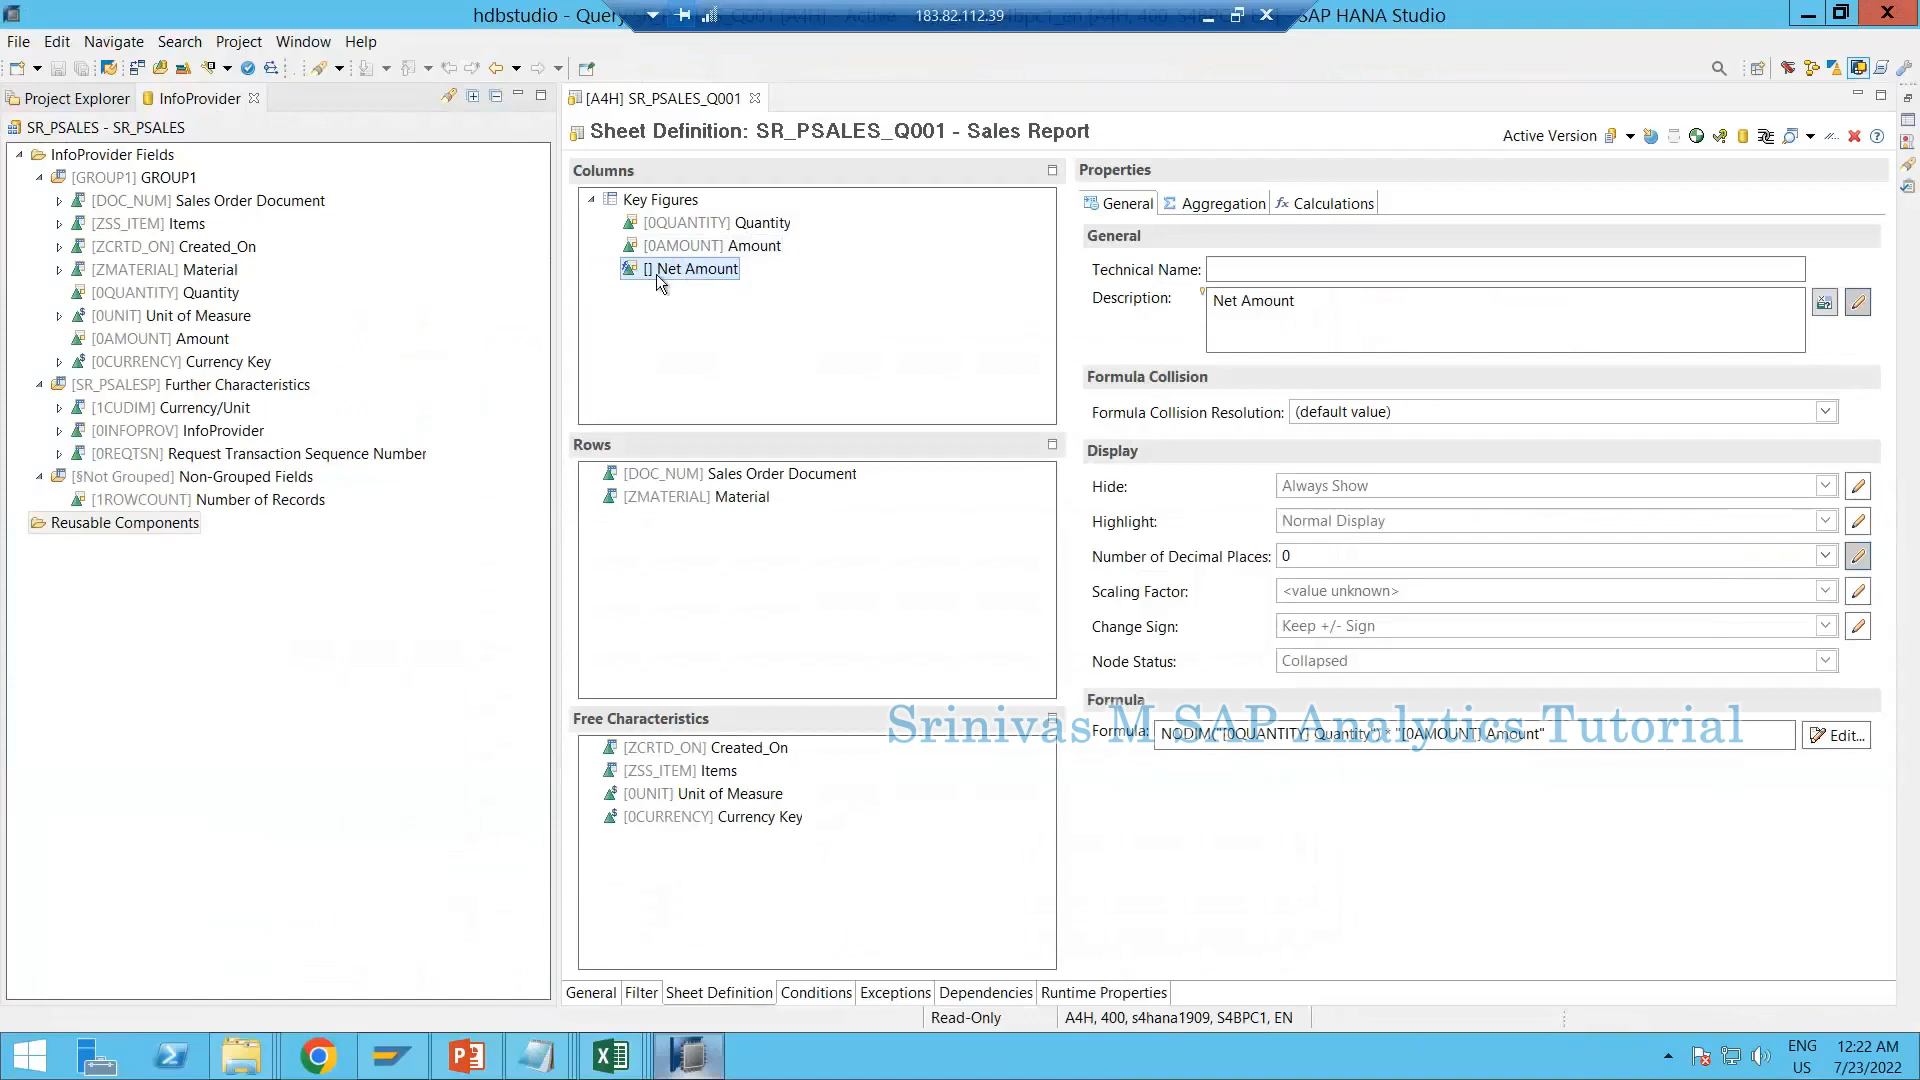 hdbstudio - Query
183.82.112.39
SAP HANA Studio
File Edit Navigate Search Project Window Help
Project Explorer
InfoProvider
[A4H] SR_PSALES_Q001
SR_PSALES - SR_PSALES
InfoProvider Fields
[GROUP1] GROUP1
[DOC_NUM] Sales Order Document
[ZSS_ITEM] Items
[ZCRTD_ON] Created_On
[ZMATERIAL] Material
[0QUANTITY] Quantity
[0UNIT] Unit of Measure
[0AMOUNT] Amount
[0CURRENCY] Currency Key
[SR_PSALESP] Further Characteristics
[1CUDIM] Currency/Unit
[0INFOPROV] InfoProvider
[0REQTSN] Request Transaction Sequence Number
[§Not Grouped] Non-Grouped Fields
[1ROWCOUNT] Number of Records
Reusable Components
Sheet Definition: SR_PSALES_Q001 - Sales Report
Active Version
Columns
Key Figures
[0QUANTITY] Quantity
[0AMOUNT] Amount
[] Net Amount
Rows
[DOC_NUM] Sales Order Document
[ZMATERIAL] Material
Free Characteristics
[ZCRTD_ON] Created_On
[ZSS_ITEM] Items
[0UNIT] Unit of Measure
[0CURRENCY] Currency Key
Properties
General Aggregation Calculations
General
Technical Name:
Description: Net Amount
Formula Collision
Formula Collision Resolution: (default value)
Display
Hide: Always Show
Highlight: Normal Display
Number of Decimal Places: 0
Scaling Factor: <value unknown>
Change Sign: Keep +/- Sign
Node Status: Collapsed
Formula
Srinivas M SAP Analytics Tutorial
Formula: NODIM("[0QUANTITY] Quantity") * "[0AMOUNT] Amount"
Edit...
General Filter Sheet Definition Conditions Exceptions Dependencies Runtime Properties
Read-Only
A4H, 400, s4hana1909, S4BPC1, EN
ENG
US
12:22 AM
7/23/2022